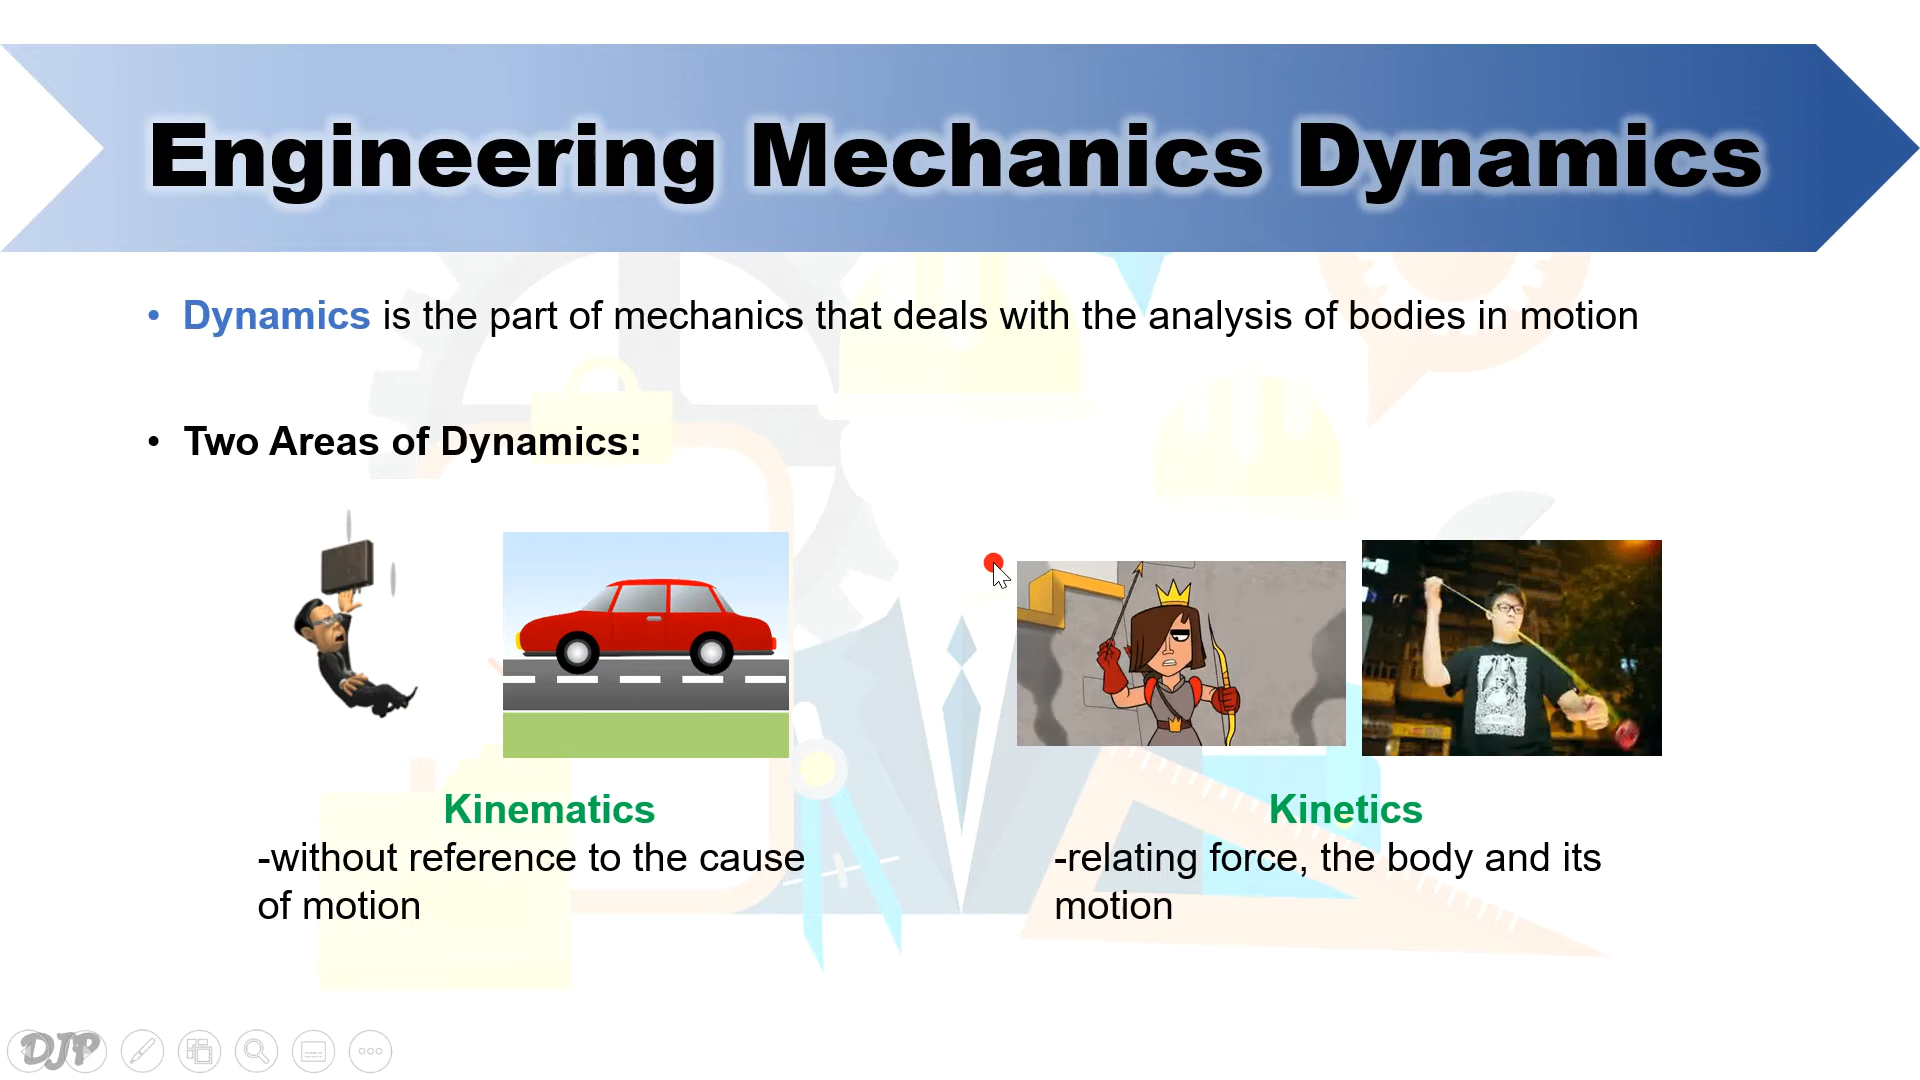 Engineering Mechanics Dynamics
• Dynamics is the part of mechanics that deals with the analysis of bodies in motion
• Two Areas of Dynamics:
Kinematics
-without reference to the cause
of motion
Kinetics
-relating force, the body and its
motion
DJP